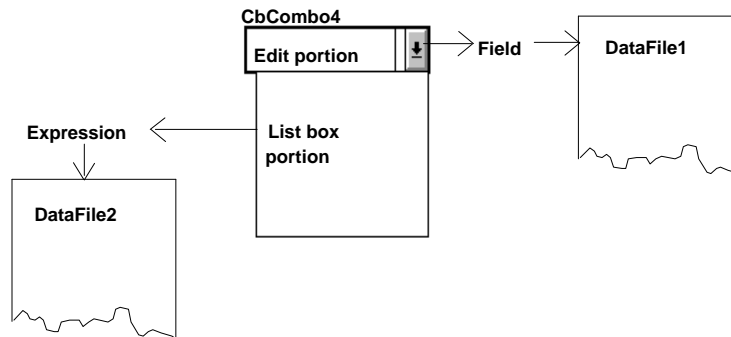 CbCombo4
Edit portion
Field
DataFile1
Expression
List box
portion
DataFile2